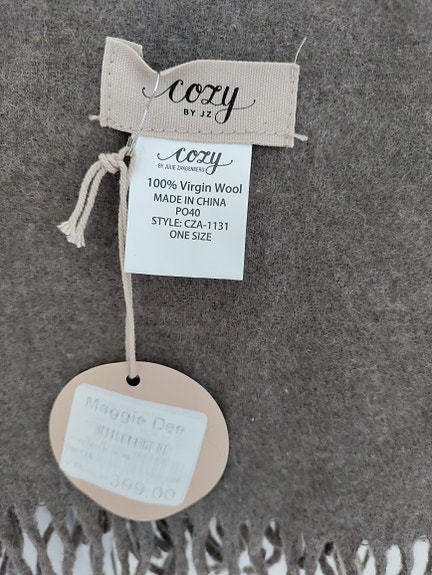 cozy
BY JZ
cozy
BY JULIE ZANGENBERG
100% Virgin Wool
MADE IN CHINA
PO40
STYLE: CZA-1131
ONE SIZE
Maggie Den
399.00